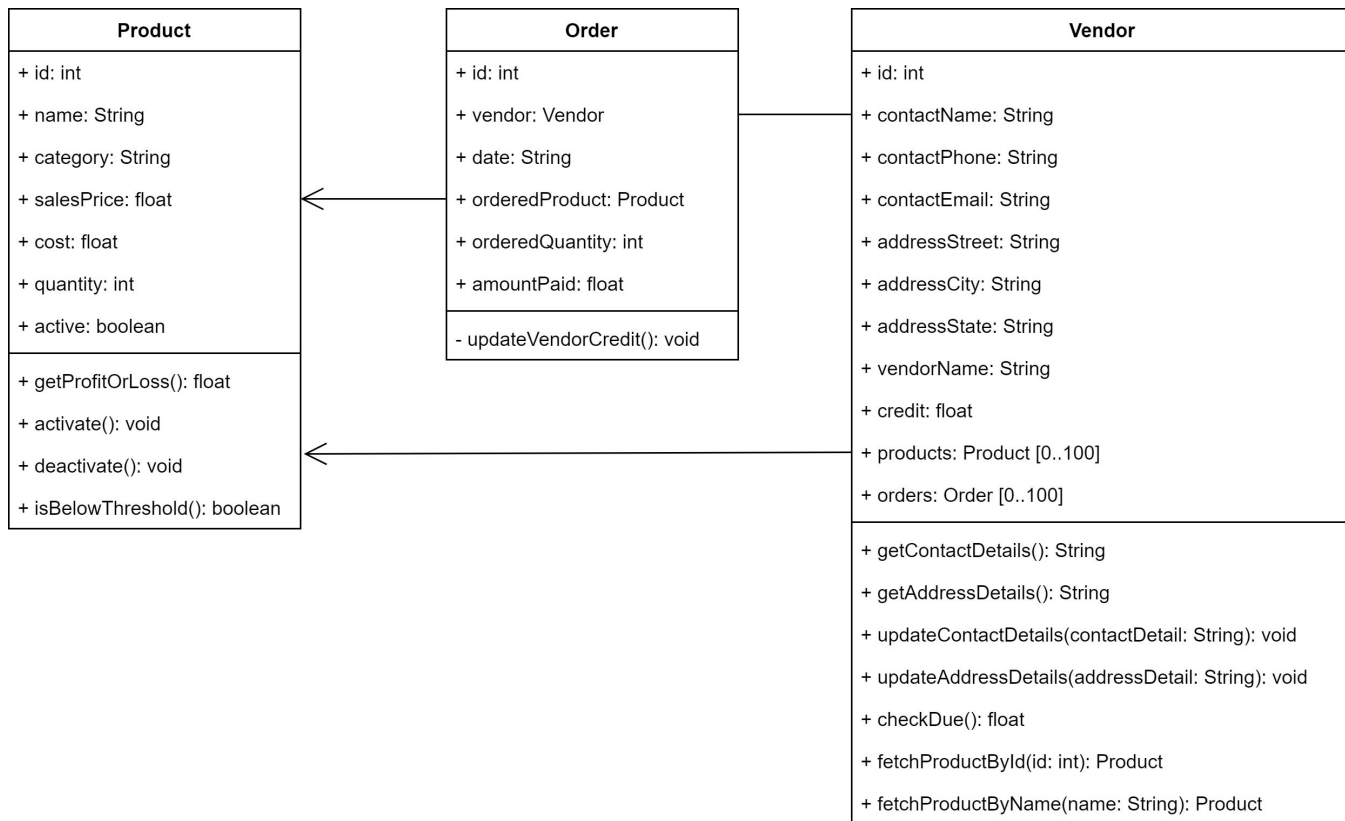 Product
+ id: int
+ name: String
+ category: String
+ salesPrice: float
+ cost: float
+ quantity: int
+ active: boolean
+ getProfitOrLoss(): float
+ activate(): void
+ deactivate(): void
+ isBelowThreshold(): boolean
Order
+ id: int
+ vendor: Vendor
+ date: String
+ orderedProduct: Product
+ orderedQuantity: int
+ amountPaid: float
- updateVendorCredit(): void
Vendor
+ id: int
+ contactName: String
+ contactPhone: String
+ contactEmail: String
+ addressStreet: String
+ addressCity: String
+ addressState: String
+ vendorName: String
+ credit: float
+ products: Product [0..100]
+ orders: Order [0..100]
+ getContactDetails(): String
+ getAddressDetails(): String
+ updateContactDetails(contactDetail: String): void
+ updateAddressDetails(addressDetail: String): void
+ checkDue(): float
+ fetchProductById(id: int): Product
+ fetchProductByName(name: String): Product